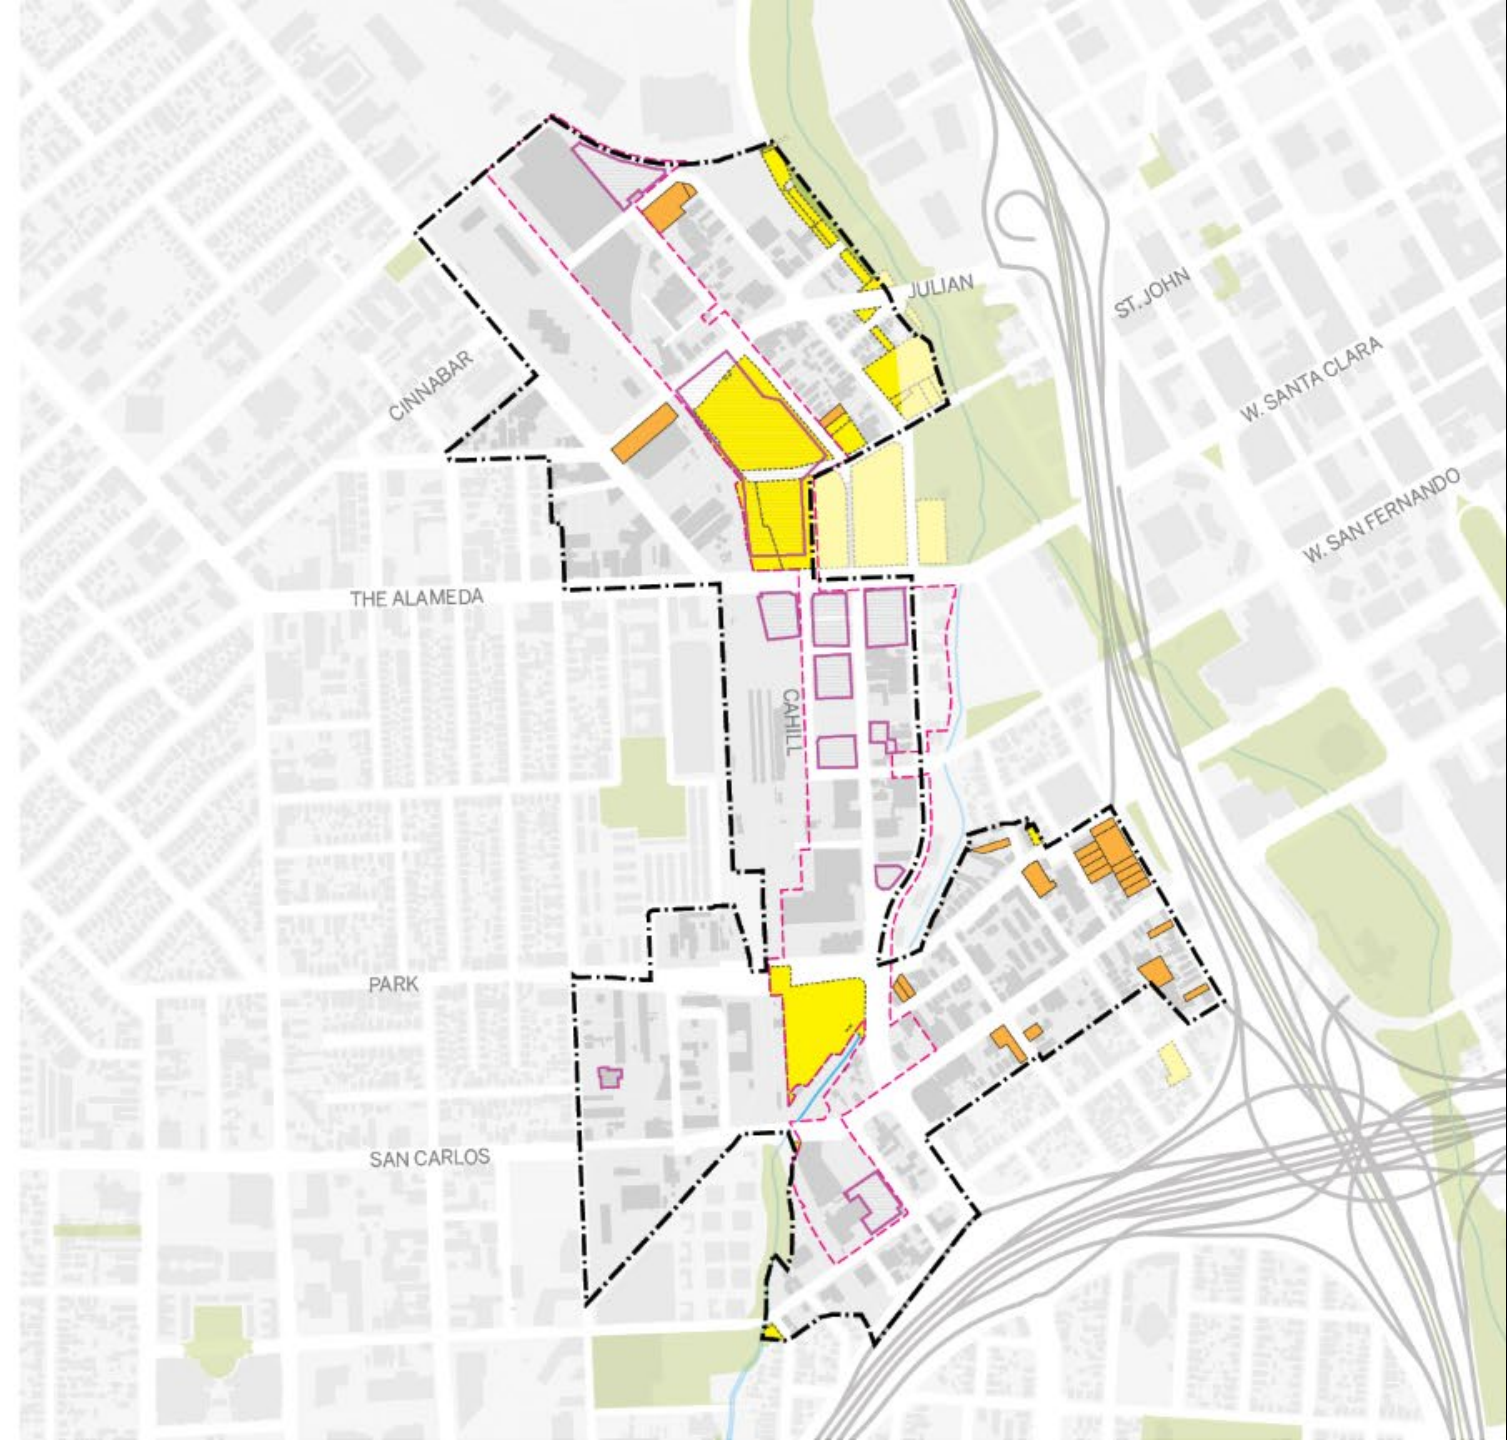 JULIAN
ST. JOHN
W. SANTA CLARA
CINNABAR
W. SAN FERNANDO
THE ALAMEDA
CAHILL
PARK
SAN CARLOS